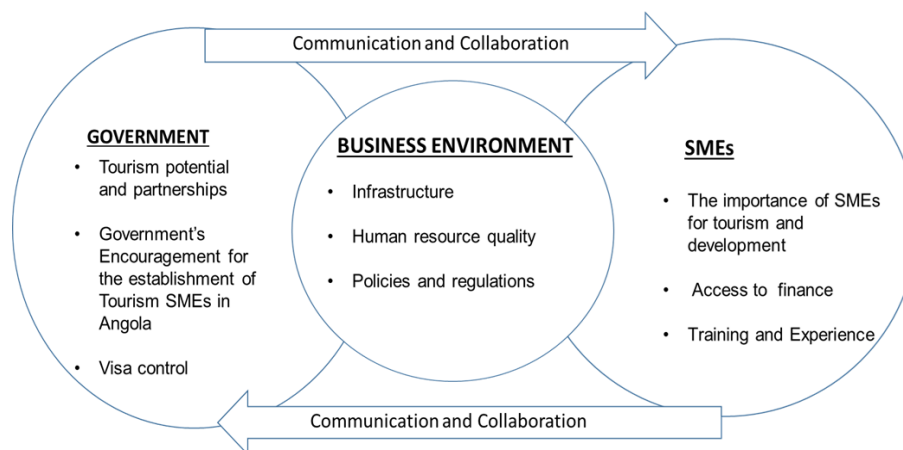 Communication and Collaboration
GOVERNMENT
• Tourism potential
and partnerships
• Government's
Encouragement for
the establishment of
Tourism SMEs in
Angola
• Visa control
BUSINESS ENVIRONMENT
• Infrastructure
• Human resource quality
• Policies and regulations
SMEs
• The importance of SMEs
for tourism and
development
• Access to finance
• Training and Experience
Communication and Collaboration